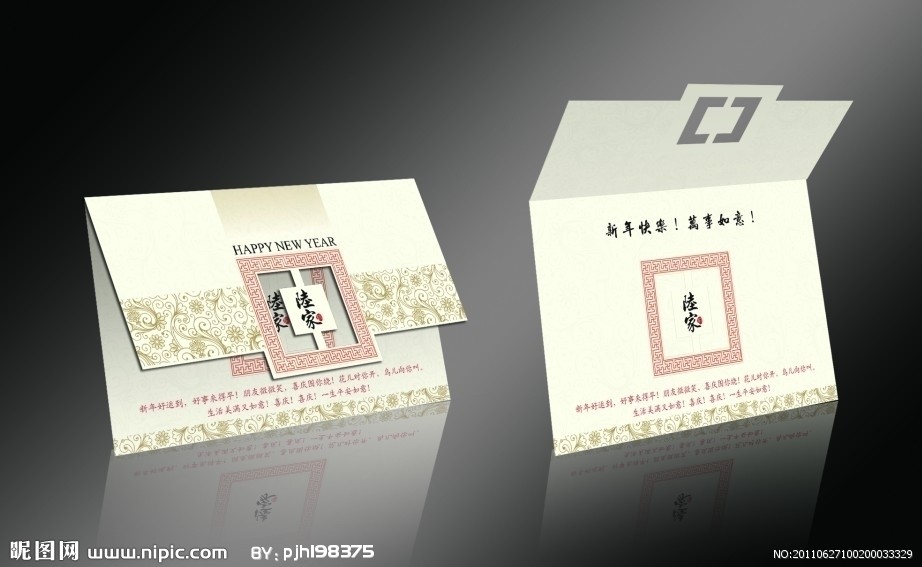 HAPPY NEW YEAR
陸家
陸家
新年好运到，好事来得早！朋友微微笑，喜庆围你绕！花儿对你开，鸟儿向你叫，
生活美满又如意！喜庆！喜庆！一生平安如意！
新年快樂！萬事如意！
陸家
新年好运到，好事来得早！朋友微微笑，喜庆围你绕！花儿对你开，鸟儿向你叫，
生活美满又如意！喜庆！喜庆！一生平安如意！
昵图网 www.nipic.com BY: pjhl98375
NO:20110627100200033329